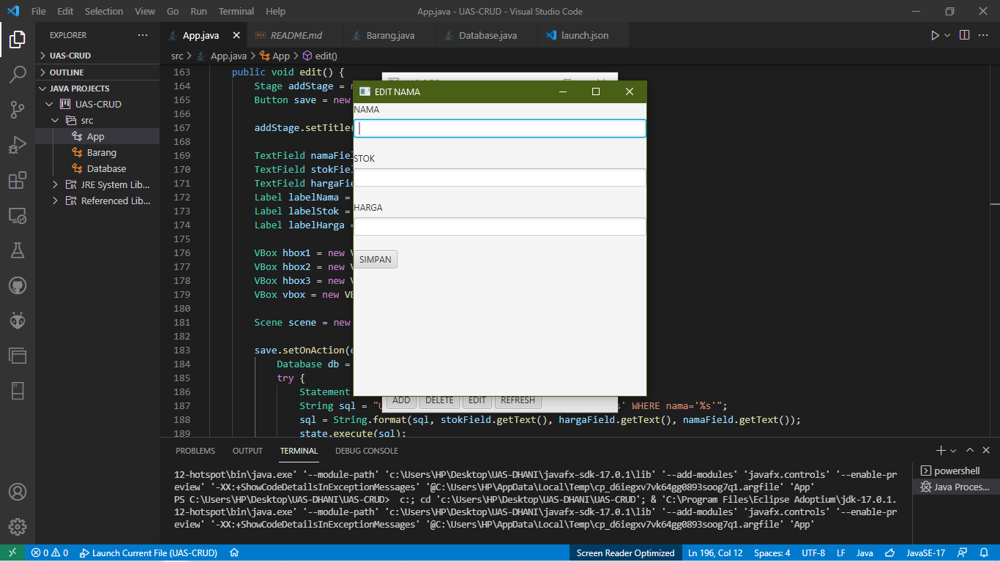 File Edit Selection View Go Run Terminal Help
App.java - UAS-CRUD - Visual Studio Code
EXPLORER
UAS-CRUD
OUTLINE
JAVA PROJECTS
UAS-CRUD
src
App
Barang
Database
JRE System Lib...
Referenced Lib...
App.java README.md Barang.java Database.java launch.json
src > App.java > App > edit()
163 public void edit() {
164 Stage addStage =
165 Button save = new
166
167 addStage.setTitle(
168
169 TextField namaFiel
170 TextField stokFiel
171 TextField hargaFie
172 Label labelNama =
173 Label labelStok =
174 Label labelHarga =
175
176 VBox hbox1 = new
177 VBox hbox2 = new
178 VBox hbox3 = new
179 VBox vbox = new VB
180
181 Scene scene = new
182
183 save.setOnAction(e
184 Database db =
185 try {
186 Statement
187 String sql = " ' WHERE nama='%s'";
188 sql = String.format(sql, stokField.getText(), hargaField.getText(), namaField.getText());
189 state.execute(sql);
EDIT NAMA
NAMA
STOK
HARGA
SIMPAN
ADD DELETE EDIT REFRESH
PROBLEMS OUTPUT TERMINAL DEBUG CONSOLE
12-hotspot\bin\java.exe' '--module-path' 'c:\Users\HP\Desktop\UAS-DHANI\javafx-sdk-17.0.1\lib' '--add-modules' 'javafx.controls' '--enable-pr
eview' '-XX:+ShowCodeDetailsInExceptionMessages' '@C:\Users\HP\AppData\Local\Temp\cp_d6iegxv7vk64gg0893soog7q1.argfile' 'App'
PS C:\Users\HP\Desktop\UAS-DHANI\UAS-CRUD>  c:; cd 'c:\Users\HP\Desktop\UAS-DHANI\UAS-CRUD'; & 'C:\Program Files\Eclipse Adoptium\jdk-17.0.1.
12-hotspot\bin\java.exe' '--module-path' 'c:\Users\HP\Desktop\UAS-DHANI\javafx-sdk-17.0.1\lib' '--add-modules' 'javafx.controls' '--enable-pr
eview' '-XX:+ShowCodeDetailsInExceptionMessages' '@C:\Users\HP\AppData\Local\Temp\cp_d6iegxv7vk64gg0893soog7q1.argfile' 'App'
powershell
Java Proces...
0 0 Launch Current File (UAS-CRUD)
Screen Reader Optimized Ln 196, Col 12 Spaces: 4 UTF-8 LF Java JavaSE-17